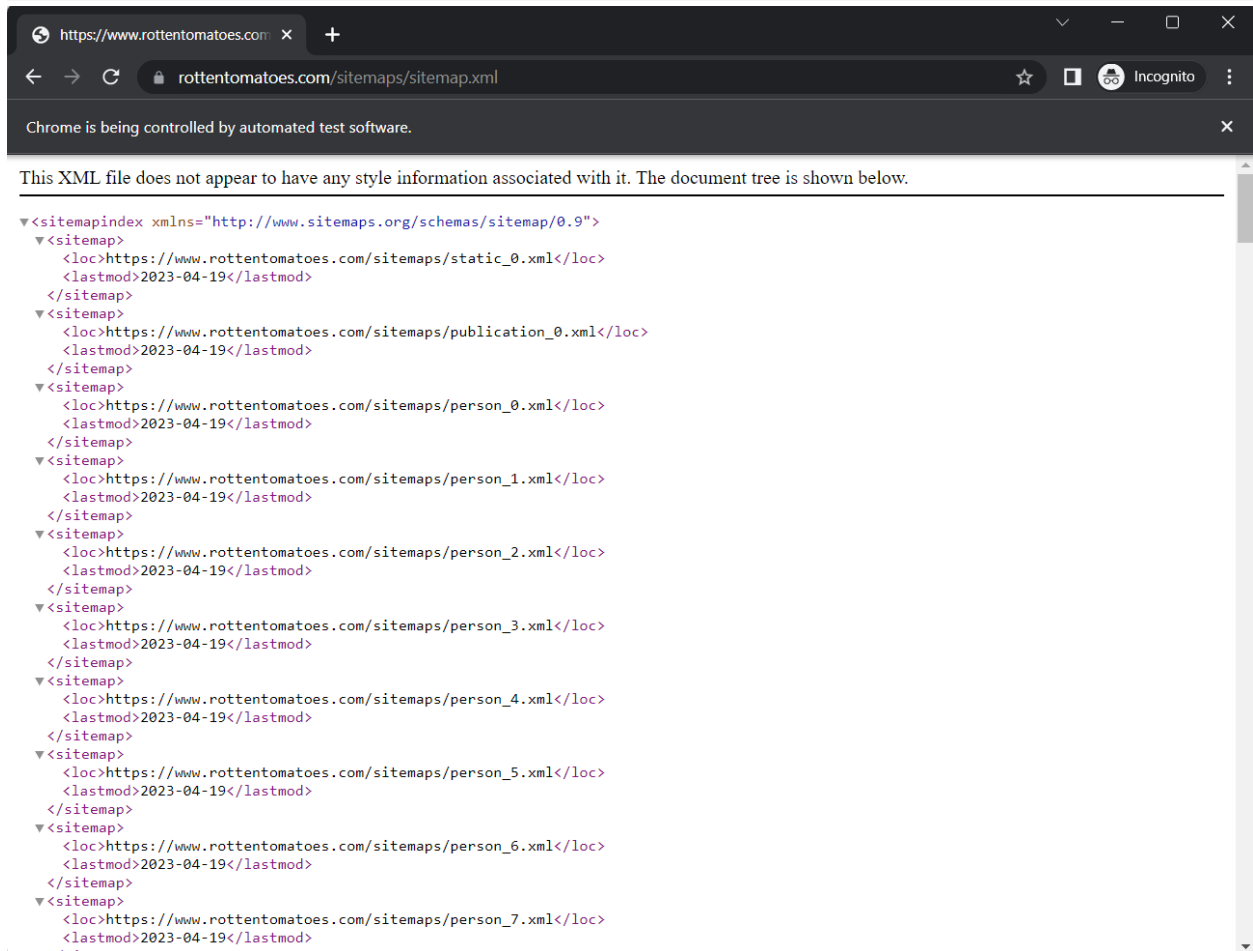 https://www.rottentomatoes.com
rottentomatoes.com/sitemaps/sitemap.xml
Incognito
Chrome is being controlled by automated test software.
This XML file does not appear to have any style information associated with it. The document tree is shown below.
▼<sitemapindex xmlns="http://www.sitemaps.org/schemas/sitemap/0.9">
▼<sitemap>
<loc>https://www.rottentomatoes.com/sitemaps/static_0.xml</loc>
<lastmod>2023-04-19</lastmod>
</sitemap>
▼<sitemap>
<loc>https://www.rottentomatoes.com/sitemaps/publication_0.xml</loc>
<lastmod>2023-04-19</lastmod>
</sitemap>
▼<sitemap>
<loc>https://www.rottentomatoes.com/sitemaps/person_0.xml</loc>
<lastmod>2023-04-19</lastmod>
</sitemap>
▼<sitemap>
<loc>https://www.rottentomatoes.com/sitemaps/person_1.xml</loc>
<lastmod>2023-04-19</lastmod>
</sitemap>
▼<sitemap>
<loc>https://www.rottentomatoes.com/sitemaps/person_2.xml</loc>
<lastmod>2023-04-19</lastmod>
</sitemap>
▼<sitemap>
<loc>https://www.rottentomatoes.com/sitemaps/person_3.xml</loc>
<lastmod>2023-04-19</lastmod>
</sitemap>
▼<sitemap>
<loc>https://www.rottentomatoes.com/sitemaps/person_4.xml</loc>
<lastmod>2023-04-19</lastmod>
</sitemap>
▼<sitemap>
<loc>https://www.rottentomatoes.com/sitemaps/person_5.xml</loc>
<lastmod>2023-04-19</lastmod>
</sitemap>
▼<sitemap>
<loc>https://www.rottentomatoes.com/sitemaps/person_6.xml</loc>
<lastmod>2023-04-19</lastmod>
</sitemap>
▼<sitemap>
<loc>https://www.rottentomatoes.com/sitemaps/person_7.xml</loc>
<lastmod>2023-04-19</lastmod>